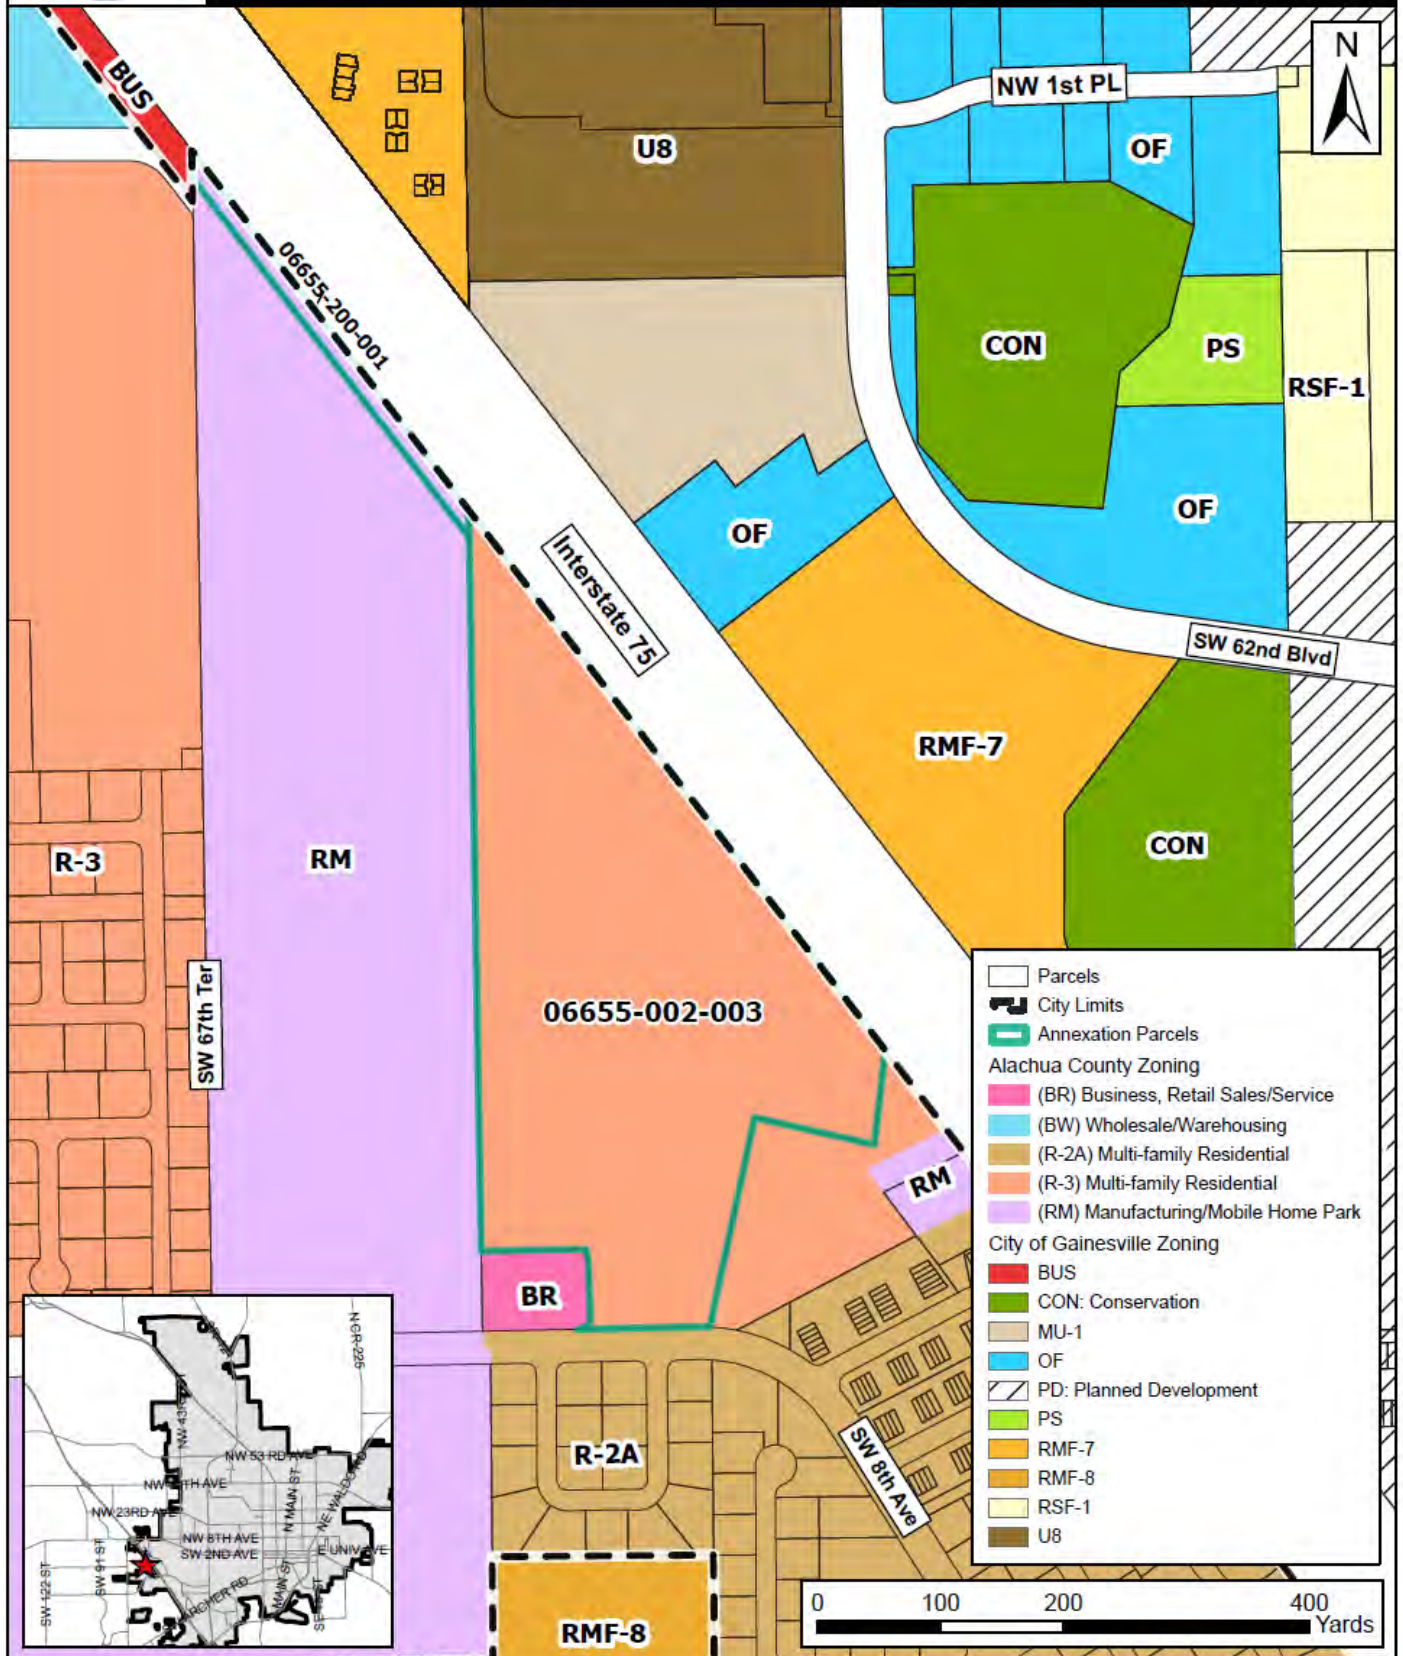 BUS
06655-200-001
U8
NW 1st PL
OF
N
CON
PS
RSF-1
OF
OF
Interstate 75
SW 62nd Blvd
RMF-7
CON
R-3
RM
SW 67th Ter
06655-002-003
RM
BR
R-2A
SW 8th Ave
RMF-8
Parcels
City Limits
Annexation Parcels
Alachua County Zoning
(BR) Business, Retail Sales/Service
(BW) Wholesale/Warehousing
(R-2A) Multi-family Residential
(R-3) Multi-family Residential
(RM) Manufacturing/Mobile Home Park
City of Gainesville Zoning
BUS
CON: Conservation
MU-1
OF
PD: Planned Development
PS
RMF-7
RMF-8
RSF-1
U8
0 100 200 400
Yards
N CR-225
NW 53 RD AVE
NW 23RD AVE
NW 8TH AVE
SW 2ND AVE
N MAIN ST
SW 91 ST
SW 122 ST
ARCHER RD
MAIN ST